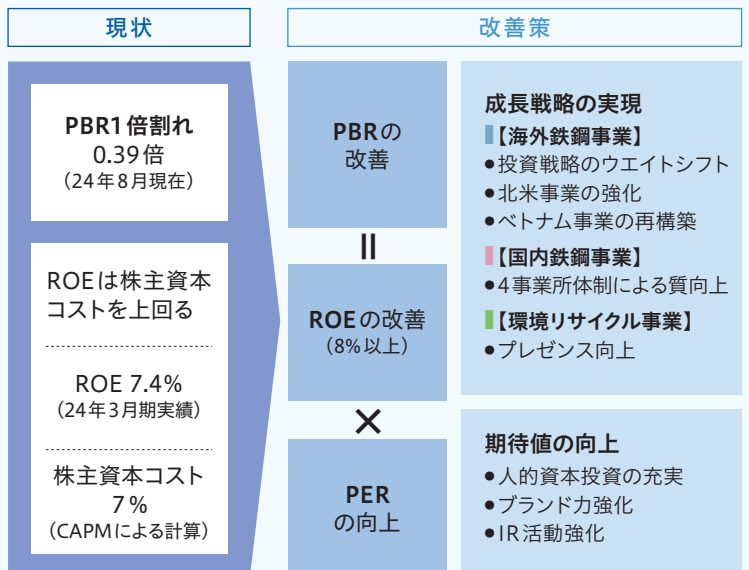 現状
PBR1倍割れ
0.39倍
（24年8月現在）
ROEは株主資本
コストを上回る
ROE 7.4%
（24年3月期実績）
株主資本コスト
7%
（CAPMによる計算）
改善策
PBRの
改善
＝
ROEの改善
（8%以上）
×
PER
の向上
成長戦略の実現
【海外鉄鋼事業】
●投資戦略のウエイトシフト
●北米事業の強化
●ベトナム事業の再構築
【国内鉄鋼事業】
●4事業所体制による質向上
【環境リサイクル事業】
●プレゼンス向上
期待値の向上
●人的資本投資の充実
●ブランド力強化
●IR活動強化